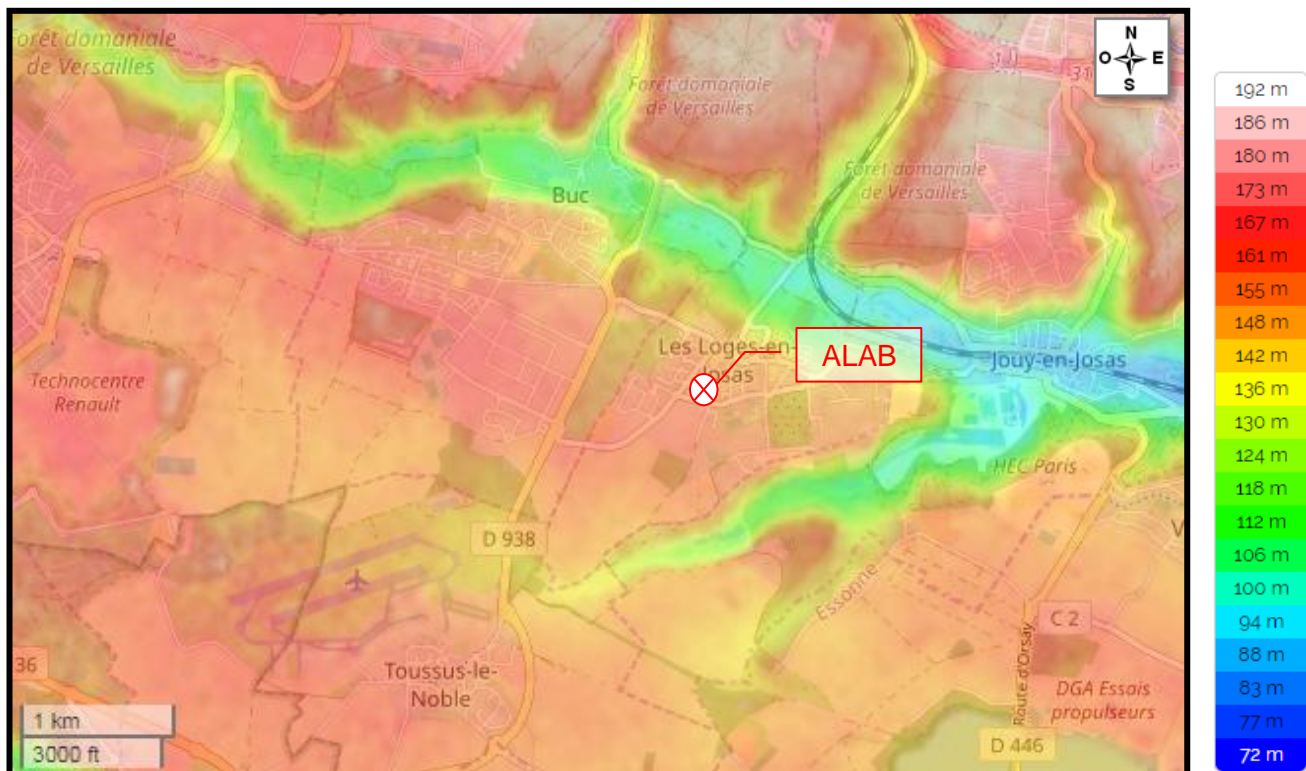 Forêt domaniale
de Versailles
N
O E
S
Forêt domaniale
de Versailles
Forêt domaniale
de Versailles
Buc
Les Loges-en-
Josas
ALAB
Jouy-en-Josas
Technocentre
Renault
HEC Paris
D 938
Essonne
C 2
36
Toussus-le-
Noble
Route d'Orsay
DGA Essais
propulseurs
D 446
1 km
3000 ft
192 m
186 m
180 m
173 m
167 m
161 m
155 m
148 m
142 m
136 m
130 m
124 m
118 m
112 m
106 m
100 m
94 m
88 m
83 m
77 m
72 m